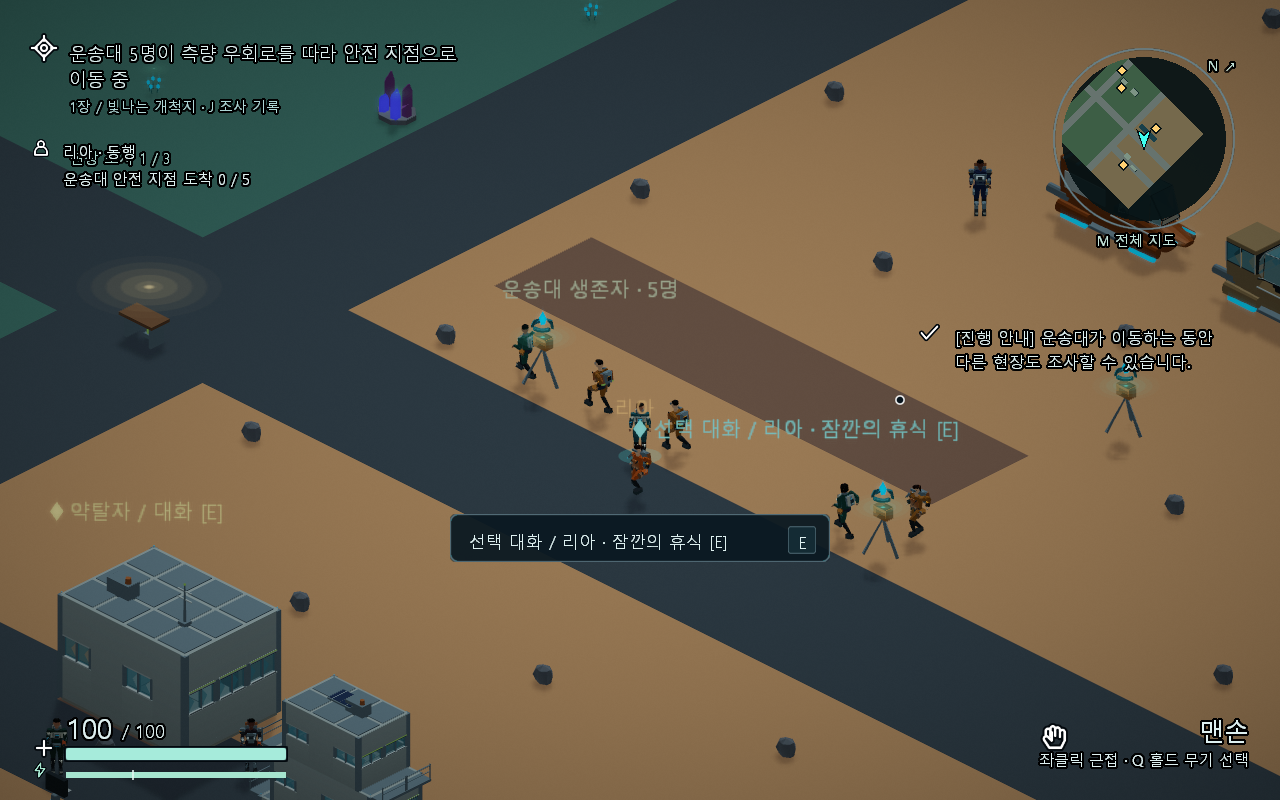 운송대 5명이 측량 우회로를 따라 안전 지점으로
이동 중
1장 / 빛나는 개척지 · J 조사 기록
리아 · 동행
1 / 3
운송대 안전 지점 도착 0 / 5
N
M 전체 지도
운송대 생존자 · 5명
[진행 안내] 운송대가 이동하는 동안
다른 현장도 조사할 수 있습니다.
리아
선택 대화 / 리아 · 잠깐의 휴식 [E]
약탈자 / 대화 [E]
선택 대화 / 리아 · 잠깐의 휴식 [E]
E
100 / 100
맨손
좌클릭 근접 · Q 홀드 무기 선택